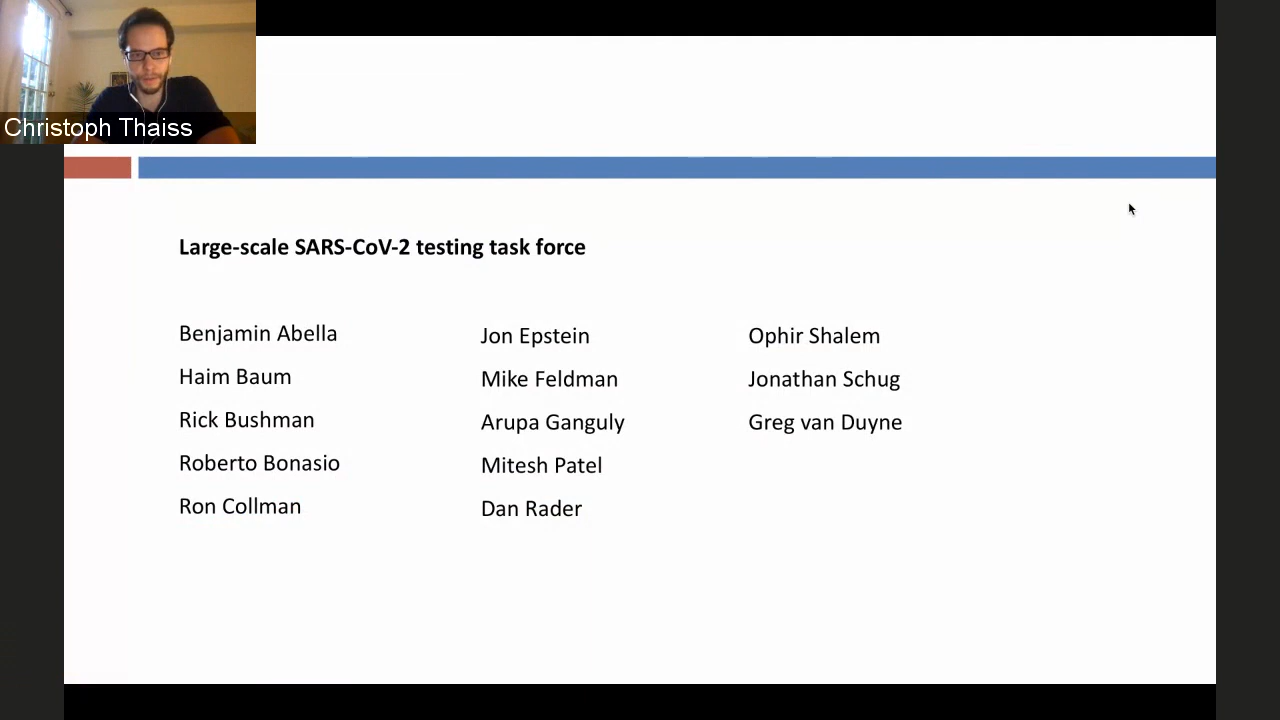 Christoph Thaiss
Large-scale SARS-CoV-2 testing task force
Benjamin Abella
Haim Baum
Rick Bushman
Roberto Bonasio
Ron Collman
Jon Epstein
Mike Feldman
Arupa Ganguly
Mitesh Patel
Dan Rader
Ophir Shalem
Jonathan Schug
Greg van Duyne